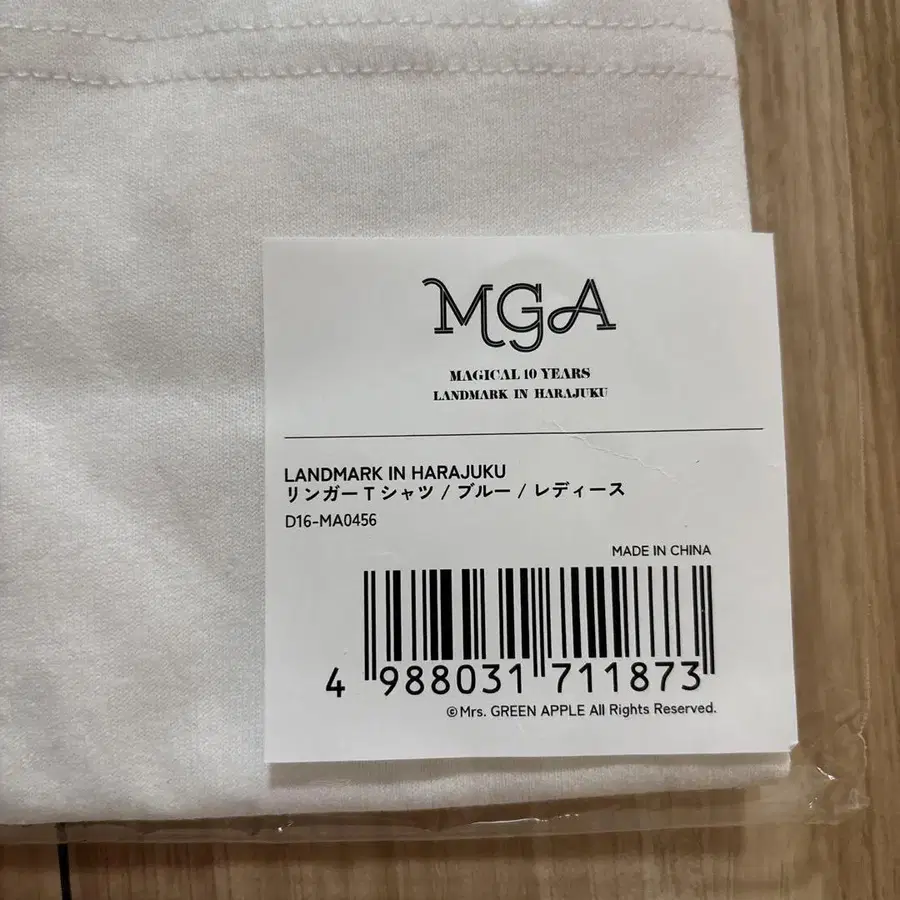 MGA
MAGICAL 10 YEARS
LANDMARK IN HARAJUKU
LANDMARK IN HARAJUKU
リンガーTシャツ / ブルー / レディース
D16-MA0456
MADE IN CHINA
4 988031 711873
©Mrs. GREEN APPLE All Rights Reserved.